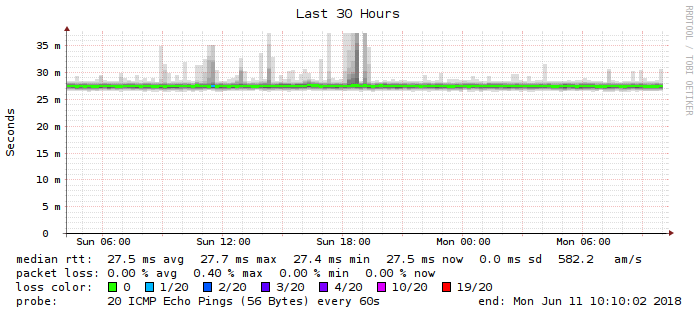 Last 30 Hours
RRDTOOL / TOBI OETIKER
Seconds
35 m
30 m
25 m
20 m
15 m
10 m
5 m
0
Sun 06:00 Sun 12:00 Sun 18:00 Mon 00:00 Mon 06:00
median rtt: 27.5 ms avg 27.7 ms max 27.4 ms min 27.5 ms now 0.0 ms sd 582.2 am/s
packet loss: 0.00 % avg 0.40 % max 0.00 % min 0.00 % now
loss color: 0 1/20 2/20 3/20 4/20 10/20 19/20
probe: 20 ICMP Echo Pings (56 Bytes) every 60s end: Mon Jun 11 10:10:02 2018